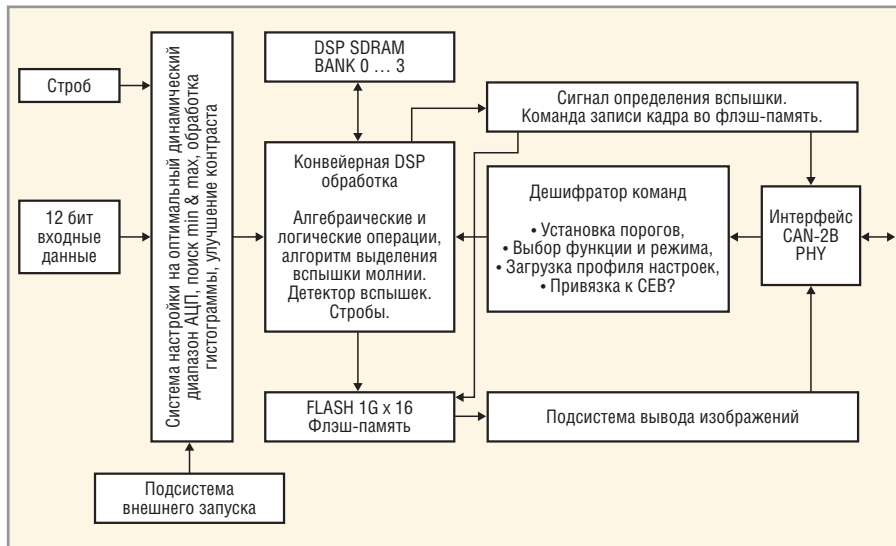 Строб
12 бит
входные
данные
Система настройки на оптимальный динамический
диапазон АЦП, поиск min & max, обработка
гистограммы, улучшение контраста
Подсистема
внешнего запуска
DSP SDRAM
BANK 0 ... 3
Конвейерная DSP
обработка
Алгебраические и
логические операции,
алгоритм выделения
вспышки молнии.
Детектор вспышек.
Стробы.
FLASH 1G x 16
Флэш-память
Сигнал определения вспышки.
Команда записи кадра во флэш-память.
Дешифратор команд
• Установка порогов,
• Выбор функции и режима,
• Загрузка профиля настроек,
• Привязка к СЕВ?
Интерфейс
CAN-2B
PHY
Подсистема вывода изображений